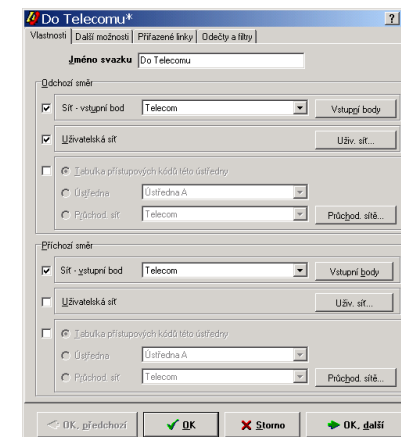 Do Telecomu*
?
Vlastnosti Další možnosti Přiřazené linky Odečty a filtry
Jméno svazku Do Telecomu
Odchozí směr
Síť - vstupní bod Telecom Vstupní body
Uživatelská síť Uživ. síť...
Tabulka přístupových kódů této ústředny
Ústředna Ústředna A
Průchod. síť Telecom Průchod. sítě...
Příchozí směr
Síť - vstupní bod Telecom Vstupní body
Uživatelská síť Uživ. síť...
Tabulka přístupových kódů této ústředny
Ústředna Ústředna A
Průchod. síť Telecom Průchod. sítě...
OK, předchozí OK Storno OK, další